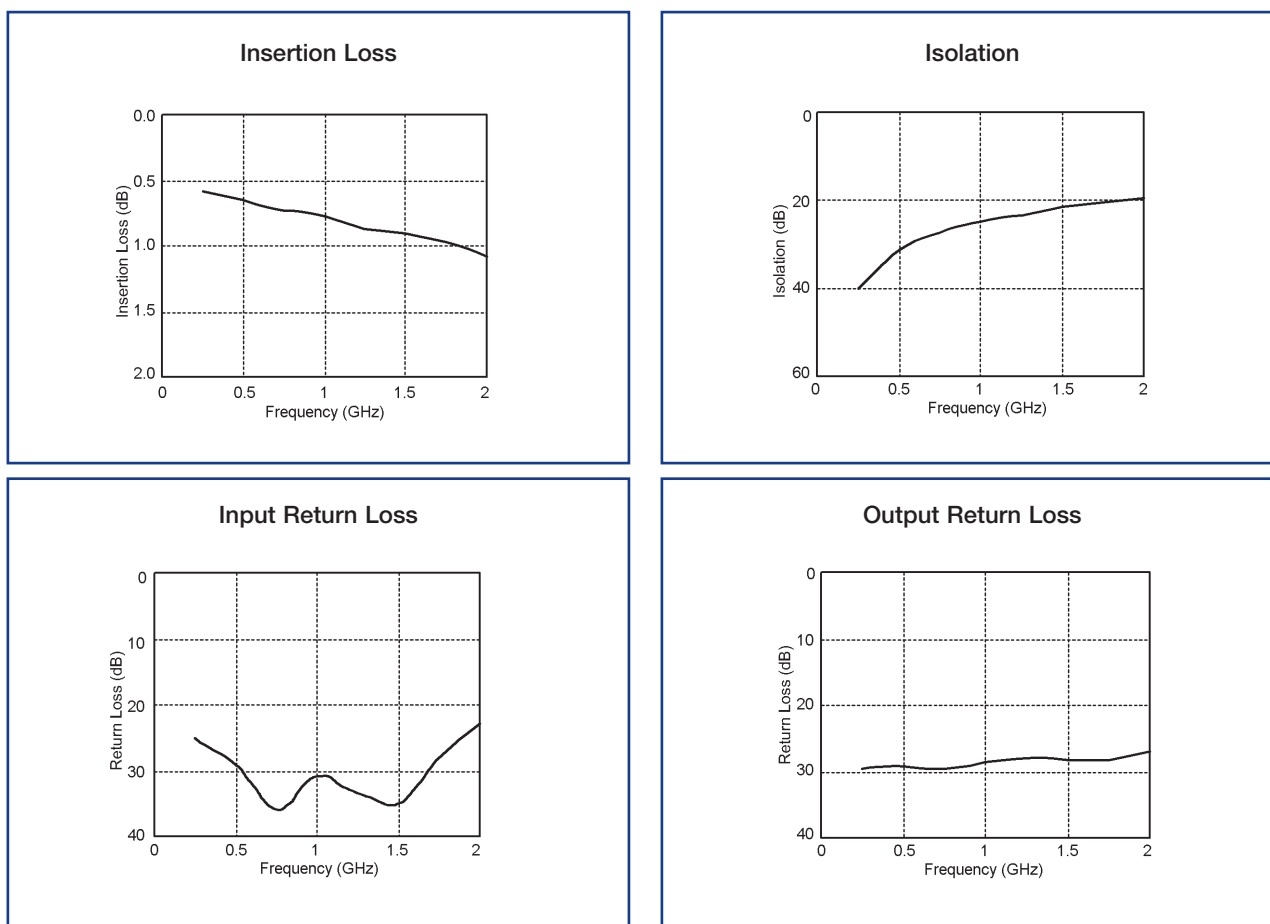 Insertion Loss
0.0
0.5
1.0
1.5
2.0
Insertion Loss (dB)
0 0.5 1 1.5 2
Frequency (GHz)
Isolation
0
20
40
60
Isolation (dB)
0 0.5 1 1.5 2
Frequency (GHz)
Input Return Loss
0
10
20
30
40
Return Loss (dB)
0 0.5 1 1.5 2
Frequency (GHz)
Output Return Loss
0
10
20
30
40
Return Loss (dB)
0 0.5 1 1.5 2
Frequency (GHz)